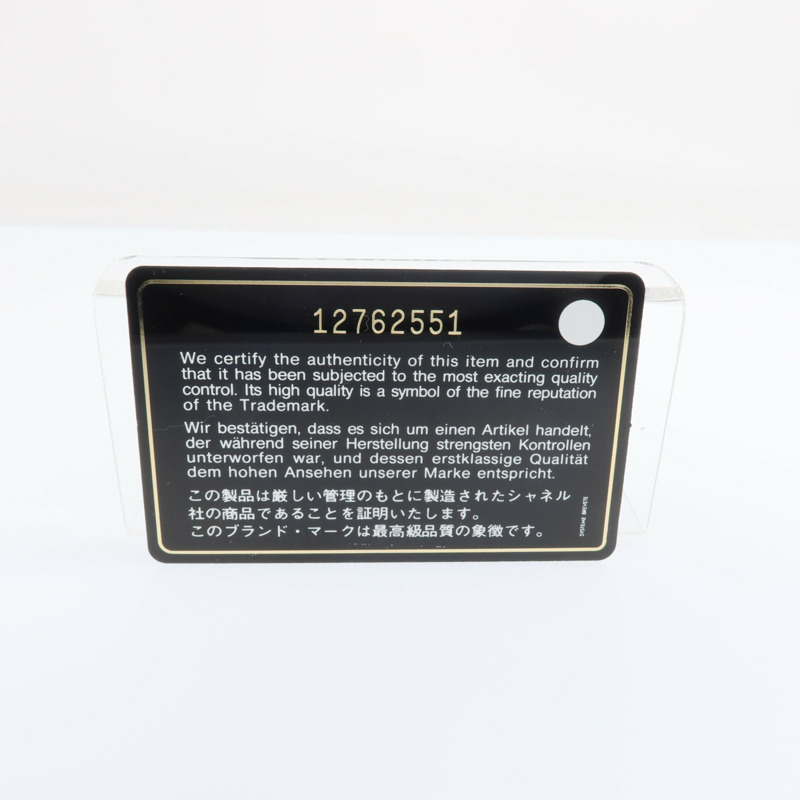 12762551
We certify the authenticity of this item and confirm
that it has been subjected to the most exacting quality
control. Its high quality is a symbol of the fine reputation
of the Trademark.
Wir bestätigen, dass es sich um einen Artikel handelt,
der während seiner Herstellung strengsten Kontrollen
unterworfen war, und dessen erstklassige Qualität
dem hohen Ansehen unserer Marke entspricht.
この製品は厳しい管理のもとに製造されたシャネル
社の商品であることを証明いたします。
このブランド・マークは最高級品質の象徴です。
SYSTEME BREVETE